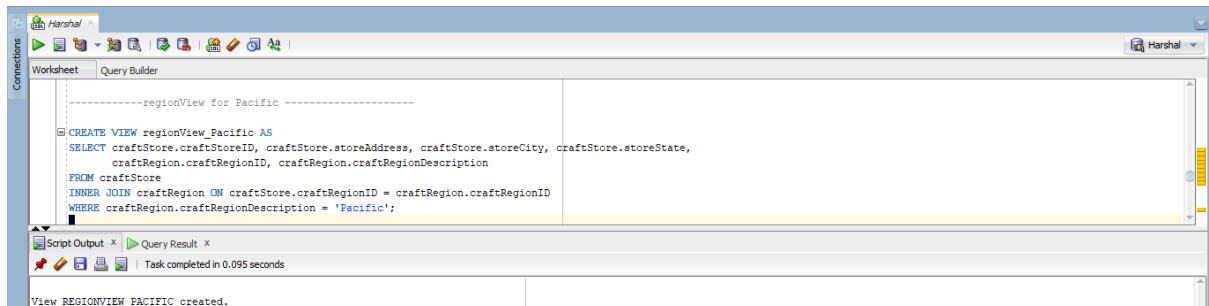 Harshal
Connections
Harshal
Worksheet Query Builder
------------regionView for Pacific ---------------------
CREATE VIEW regionView_Pacific AS
SELECT craftStore.craftStoreID, craftStore.storeAddress, craftStore.storeCity, craftStore.storeState,
craftRegion.craftRegionID, craftRegion.craftRegionDescription
FROM craftStore
INNER JOIN craftRegion ON craftStore.craftRegionID = craftRegion.craftRegionID
WHERE craftRegion.craftRegionDescription = 'Pacific';
Script Output x Query Result x
Task completed in 0.095 seconds
View REGIONVIEW_PACIFIC created.